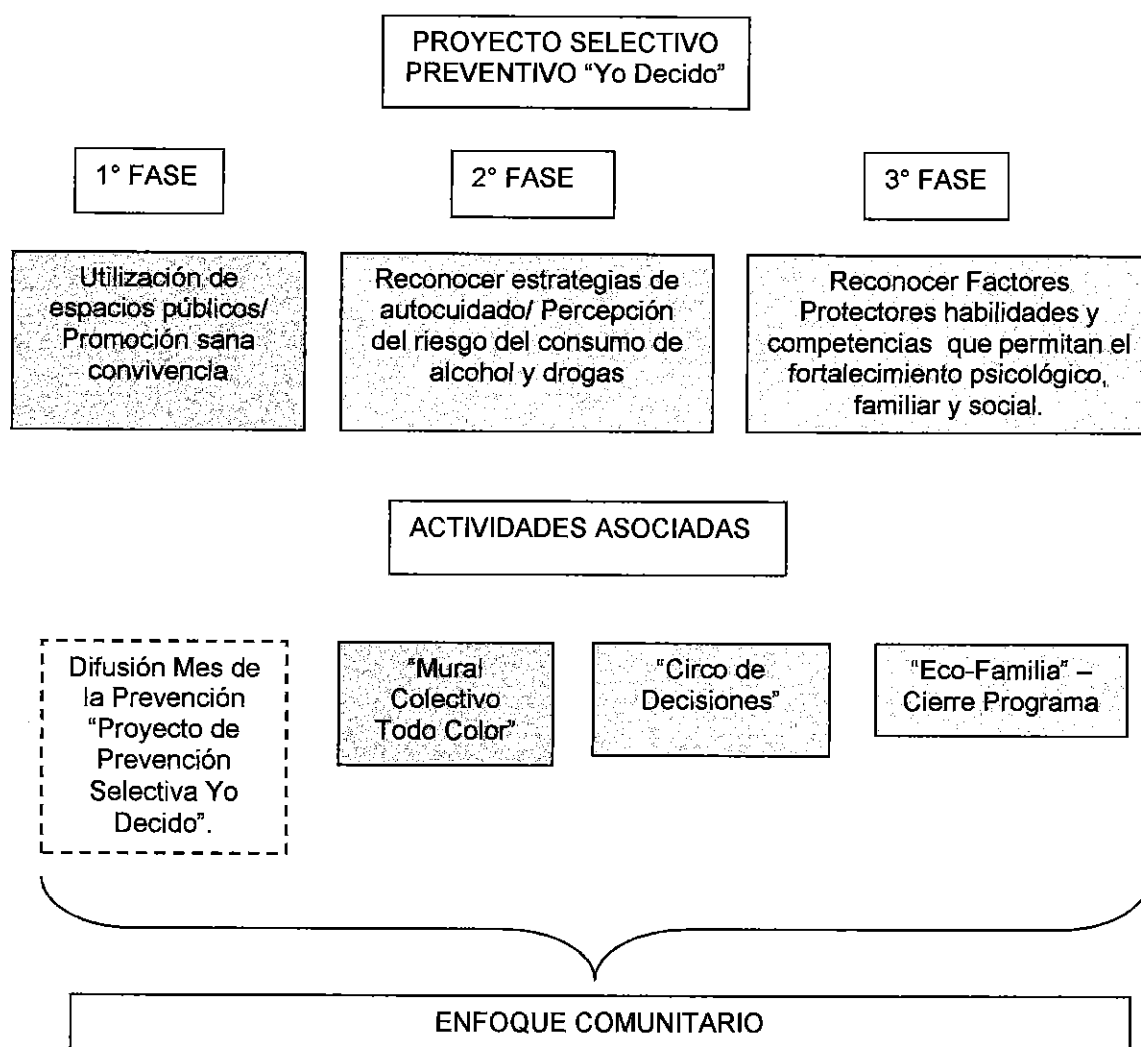 PROYECTO SELECTIVO
PREVENTIVO "Yo Decido"
1° FASE
2° FASE
3° FASE
Utilización de
espacios públicos/
Promoción sana
convivencia
Reconocer estrategias de
autocuidado/ Percepción
del riesgo del consumo de
alcohol y drogas
Reconocer Factores
Protectores habilidades y
competencias que permitan el
fortalecimiento psicológico,
familiar y social.
ACTIVIDADES ASOCIADAS
Difusión Mes de
la Prevención
"Proyecto de
Prevención
Selectiva Yo
Decido".
"Mural
Colectivo
Todo Color"
"Circo de
Decisiones"
"Eco-Familia" –
Cierre Programa
ENFOQUE COMUNITARIO